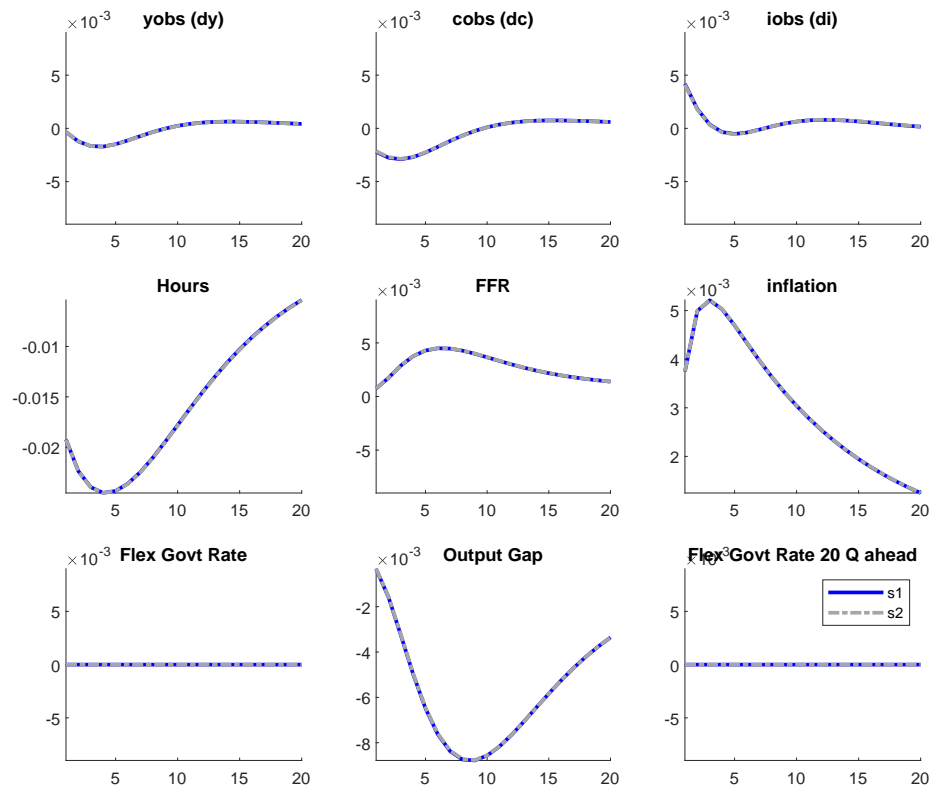 ×10⁻³ yobs (dy)
5
0
-5
5 10 15 20
×10⁻³ cobs (dc)
5
0
-5
5 10 15 20
×10⁻³ iobs (di)
5
0
-5
5 10 15 20
Hours
-0.01
-0.015
-0.02
5 10 15 20
×10⁻³ FFR
5
0
-5
5 10 15 20
×10⁻³ inflation
5
4
3
2
5 10 15 20
×10⁻³ Flex Govt Rate
5
0
-5
5 10 15 20
×10⁻³ Output Gap
-2
-4
-6
-8
5 10 15 20
×10⁻³ Flex Govt Rate 20 Q ahead
5
0
-5
5 10 15 20
s1
s2